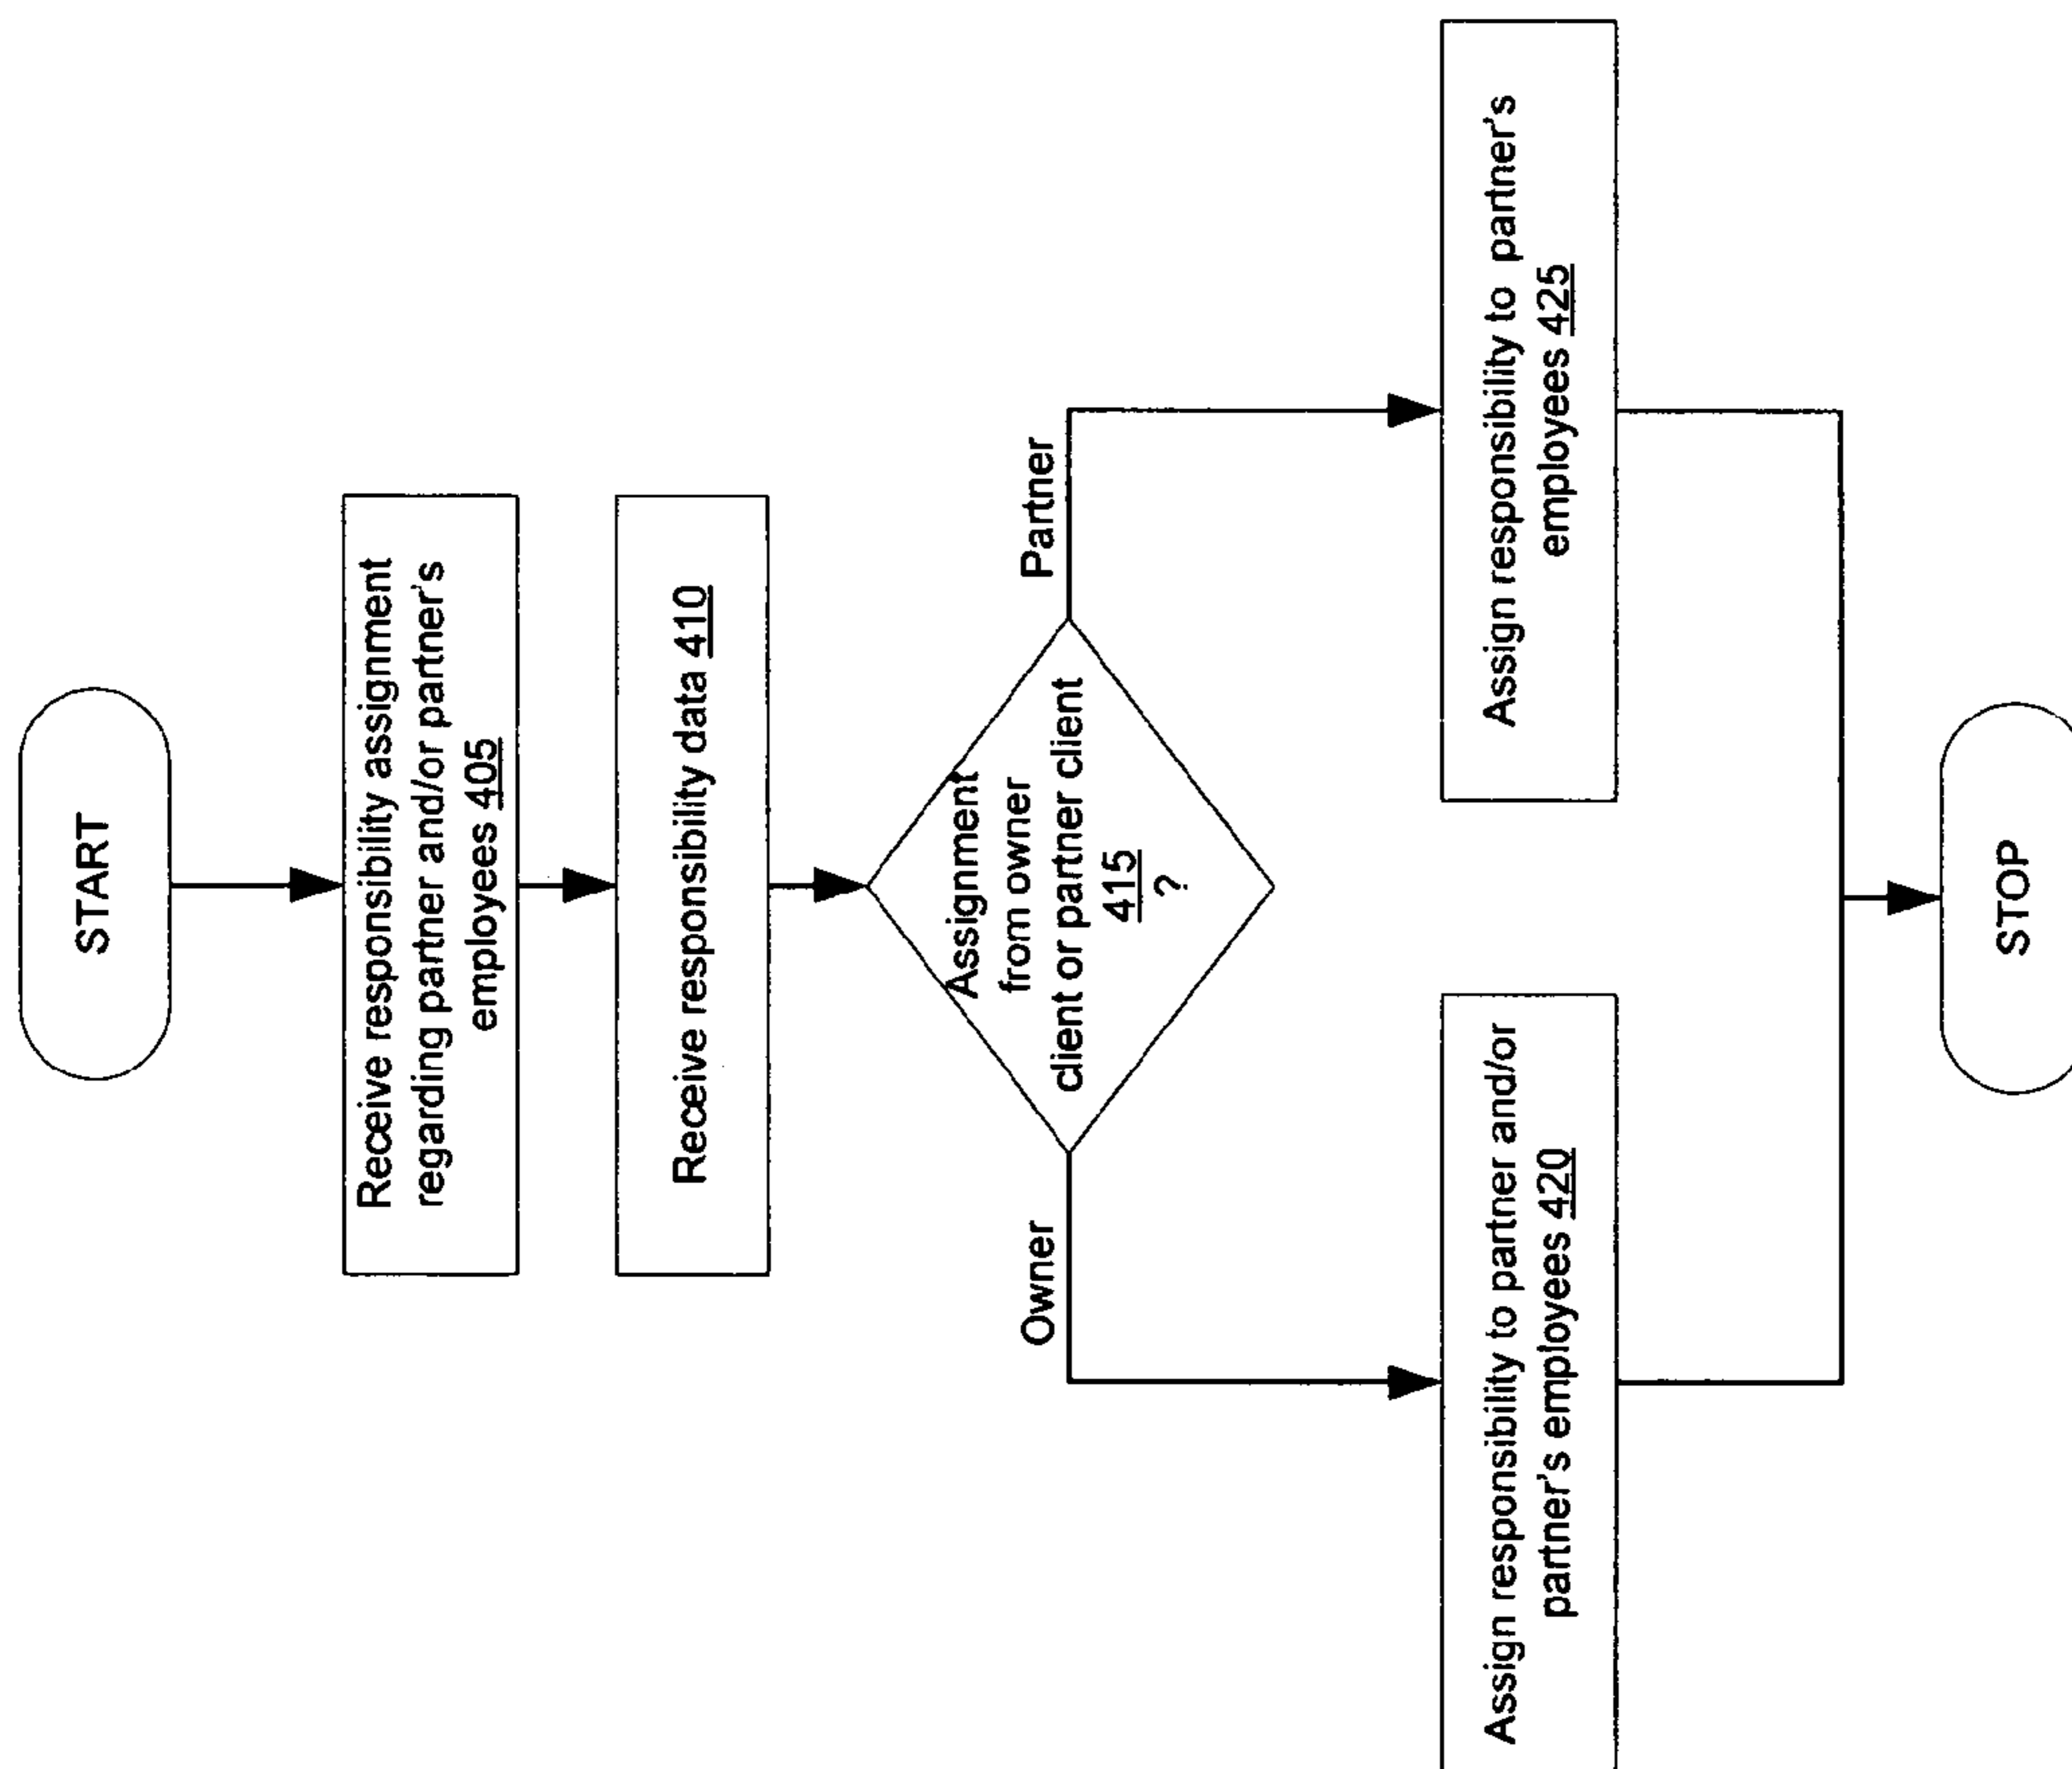 START
Receive responsibility assignment
regarding partner and/or partner's
employees 405
Receive responsibility data 410
Assignment
from owner
client or partner client
415
?
Owner
Partner
Assign responsibility to partner and/or
partner's employees 420
Assign responsibility to partner's
employees 425
STOP